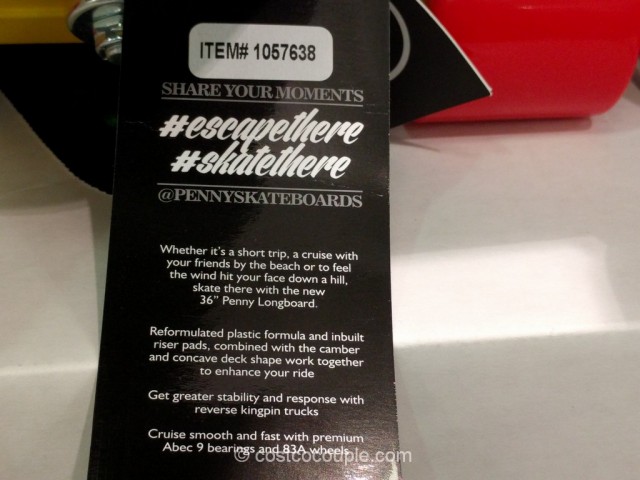 ITEM# 1057638
SHARE YOUR MOMENTS
#escapethere
#skatethere
@PENNYSKATEBOARDS
Whether it's a short trip, a cruise with
your friends by the beach or to feel
the wind hit your face down a hill,
skate there with the new
36" Penny Longboard.
Reformulated plastic formula and inbuilt
riser pads, combined with the camber
and concave deck shape work together
to enhance your ride
Get greater stability and response with
reverse kingpin trucks
Cruise smooth and fast with premium
Abec 9 bearings and 83A wheels
© costcocouple.com